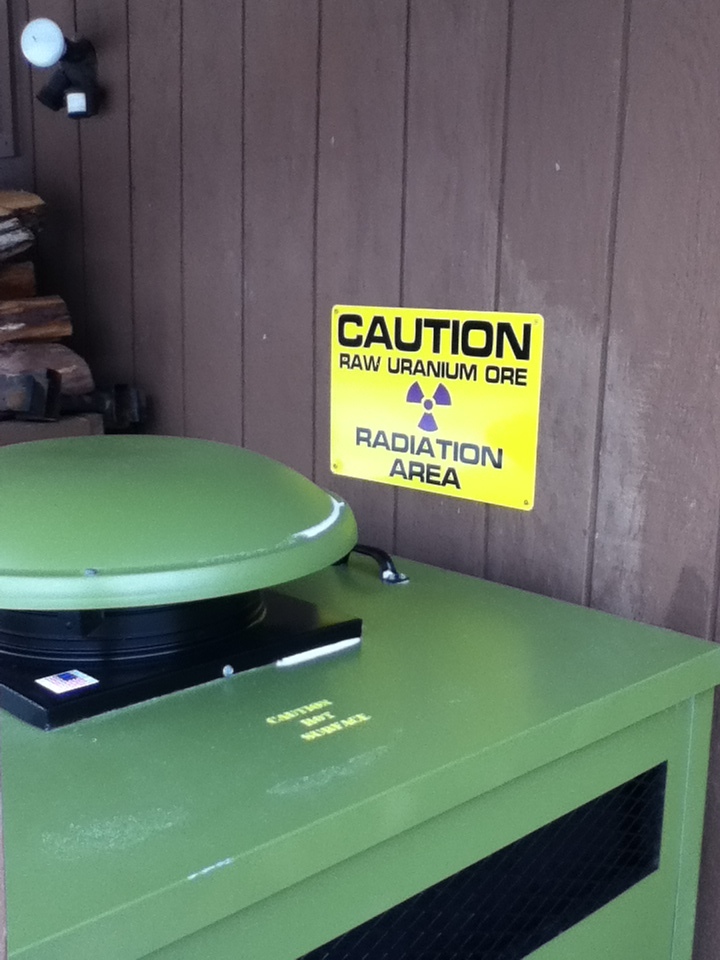 CAUTION
RAW URANIUM ORE
RADIATION
AREA
CAUTION
HOT
SURFACE